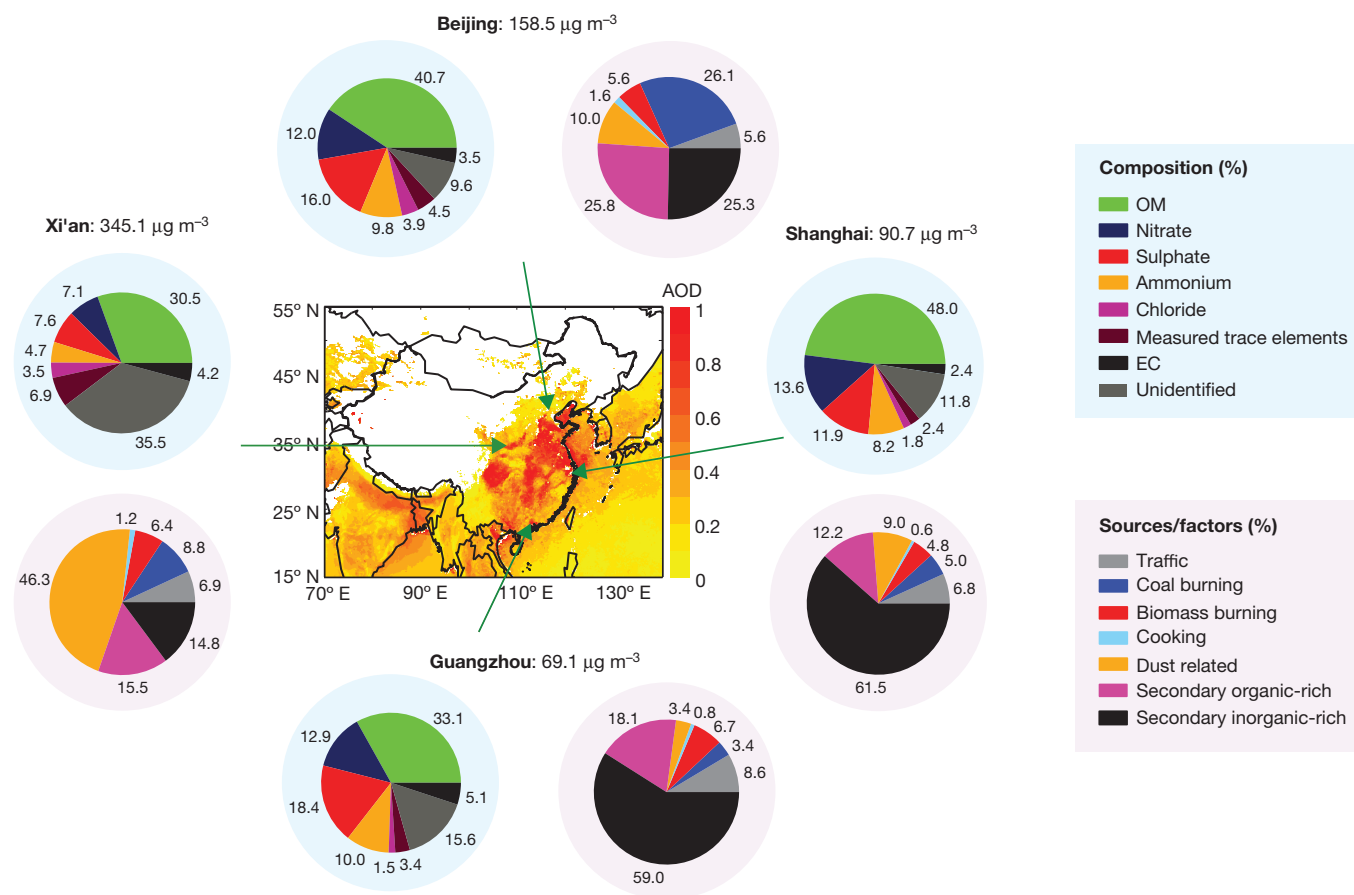 Beijing: 158.5 μg m–3
40.7
12.0
16.0
9.8
3.9
4.5
9.6
3.5
5.6
1.6
10.0
25.8
26.1
5.6
25.3
Xi'an: 345.1 μg m–3
7.1
7.6
4.7
3.5
6.9
35.5
30.5
4.2
Shanghai: 90.7 μg m–3
48.0
13.6
11.9
8.2
1.8
2.4
11.8
2.4
AOD
55° N
45° N
35° N
25° N
15° N
70° E
90° E
110° E
130° E
1
0.8
0.6
0.4
0.2
0
1.2
6.4
8.8
6.9
14.8
15.5
46.3
12.2
9.0
0.6
4.8
5.0
6.8
61.5
Guangzhou: 69.1 μg m–3
33.1
12.9
18.4
10.0
1.5
3.4
15.6
5.1
18.1
3.4
0.8
6.7
3.4
8.6
59.0
Composition (%)
OM
Nitrate
Sulphate
Ammonium
Chloride
Measured trace elements
EC
Unidentified
Sources/factors (%)
Traffic
Coal burning
Biomass burning
Cooking
Dust related
Secondary organic-rich
Secondary inorganic-rich